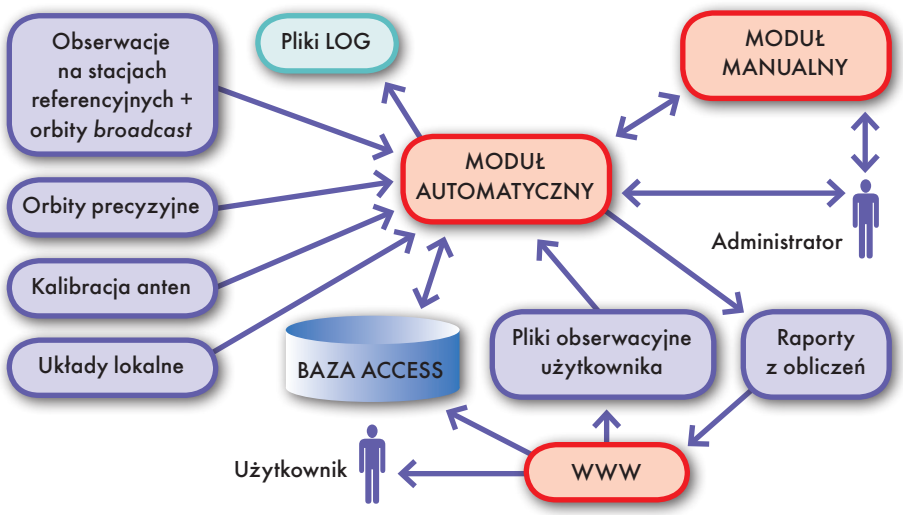 Obserwacje
na stacjach
referencyjnych +
orbity broadcast
Pliki LOG
MODUŁ
MANUALNY
MODUŁ
AUTOMATYCZNY
Orbity precyzyjne
Administrator
Kalibracja anten
Układy lokalne
BAZA ACCESS
Pliki obserwacyjne
użytkownika
Raporty
z obliczeń
Użytkownik
WWW